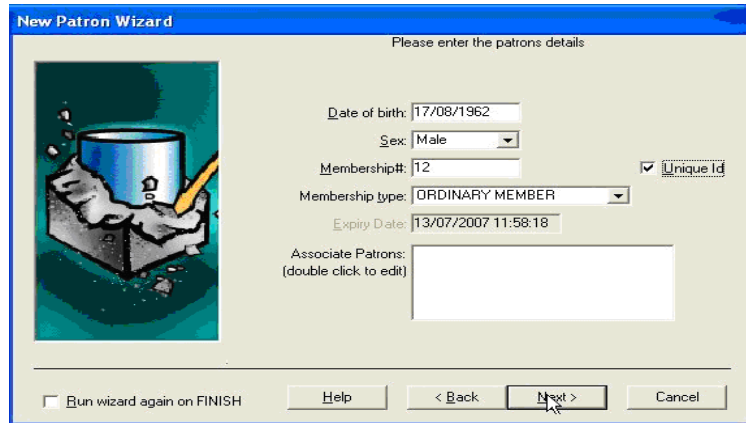 New Patron Wizard
Please enter the patrons details
Date of birth: 17/08/1962
Sex: Male
Membership#: 12 Unique Id
Membership type: ORDINARY MEMBER
Expiry Date: 13/07/2007 11:58:18
Associate Patrons:
(double click to edit)
Run wizard again on FINISH Help < Back Next > Cancel